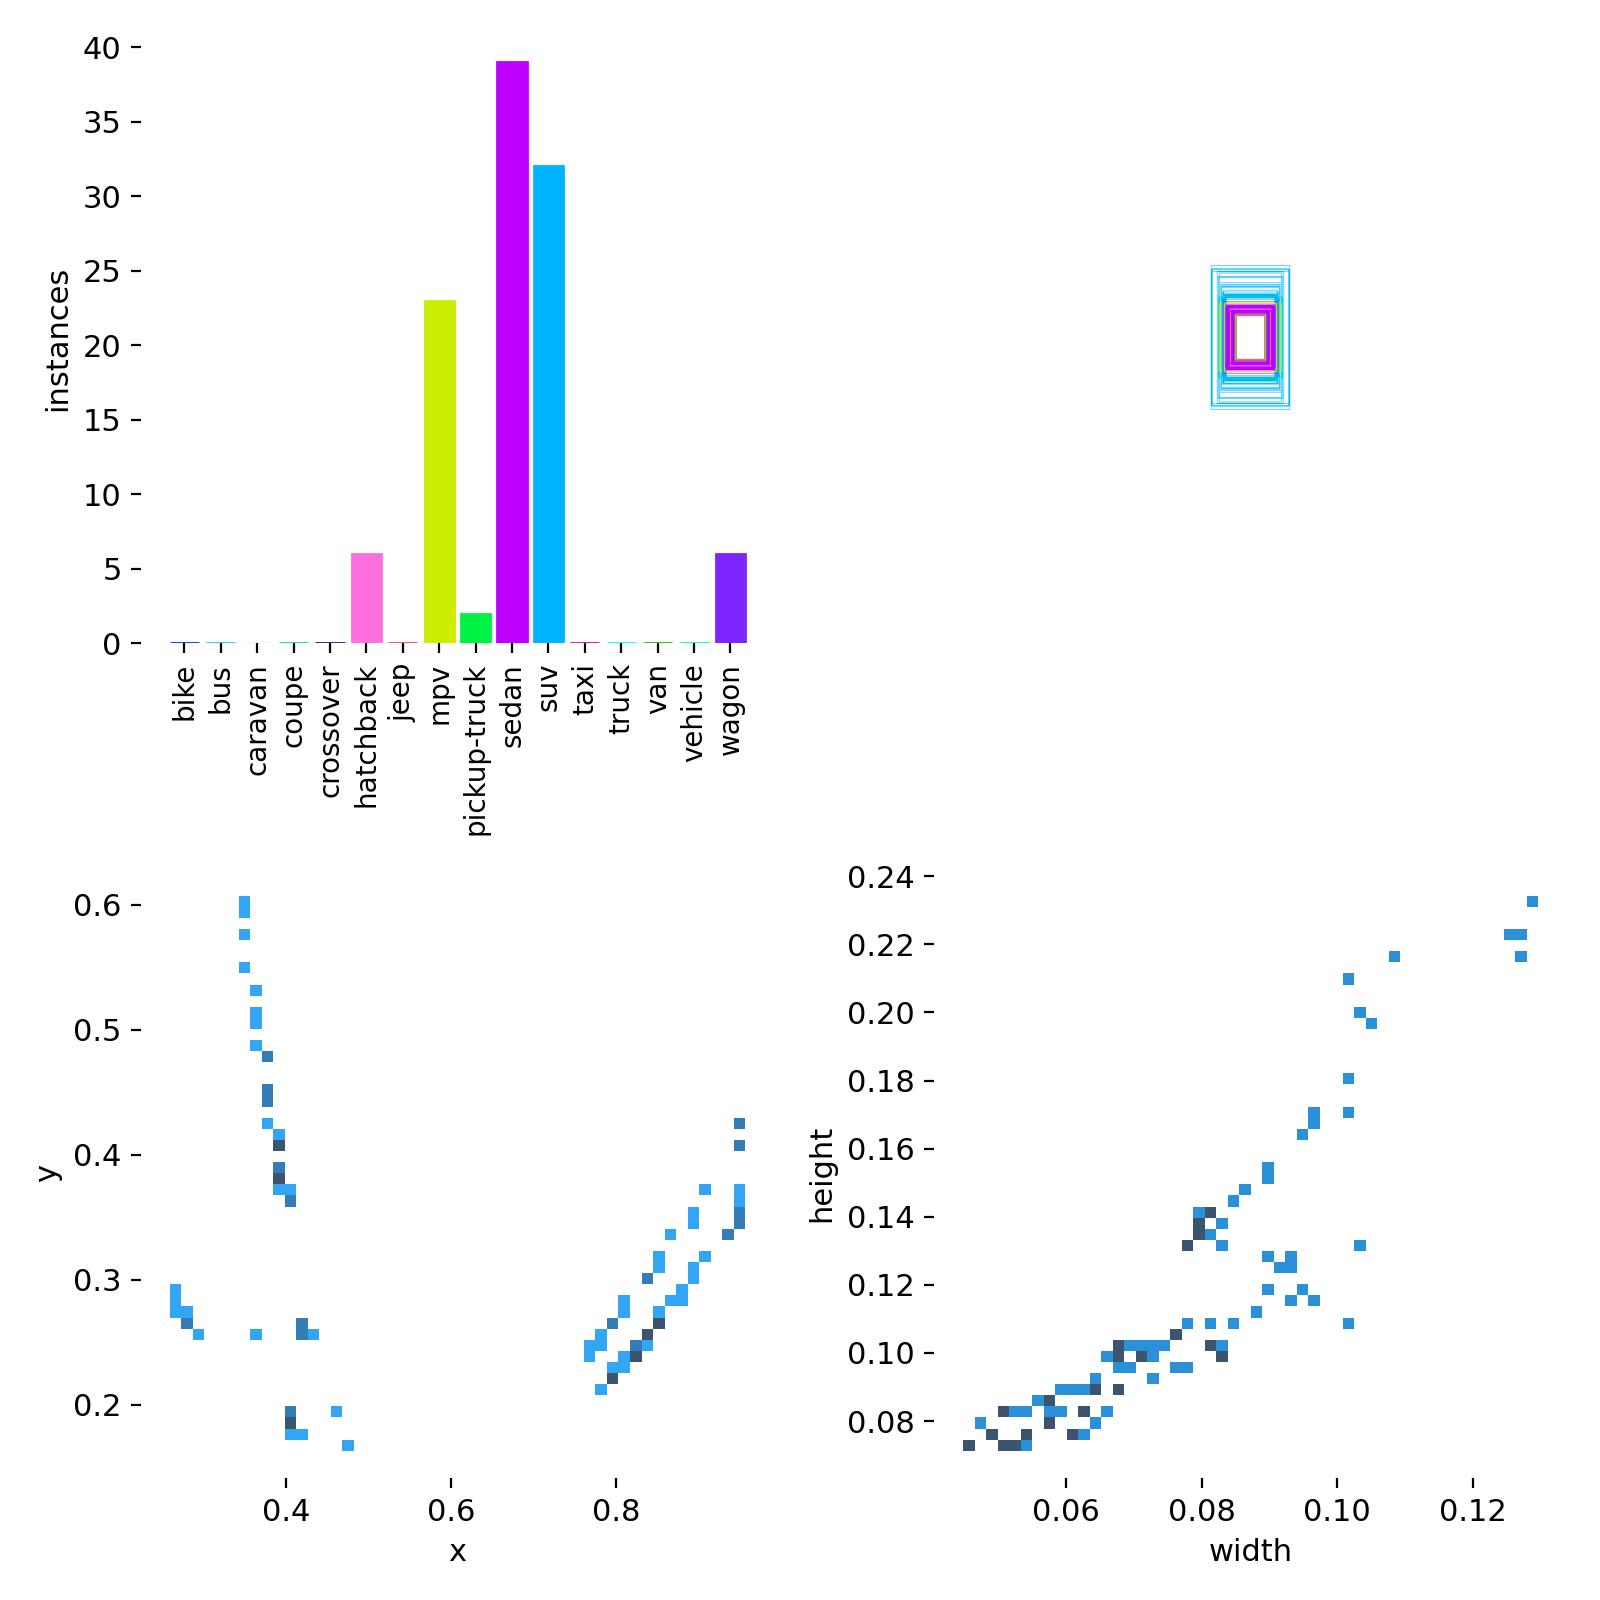 40
35
30
25
20
15
10
5
0
instances
bike
bus
caravan
coupe
crossover
hatchback
jeep
mpv
pickup-truck
sedan
suv
taxi
truck
van
vehicle
wagon
0.6
0.5
0.4
0.3
0.2
y
0.4 0.6 0.8
x
0.24
0.22
0.20
0.18
0.16
0.14
0.12
0.10
0.08
height
0.06 0.08 0.10 0.12
width